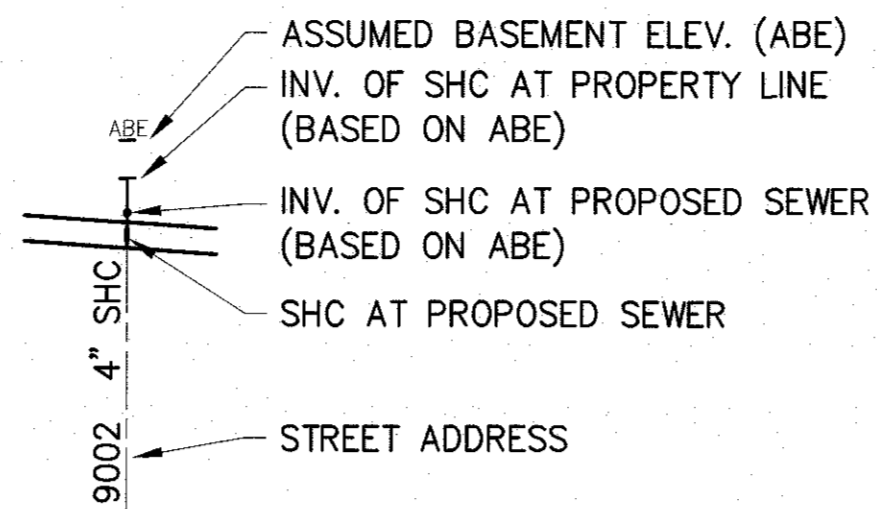 ASSUMED BASEMENT ELEV. (ABE)
INV. OF SHC AT PROPERTY LINE
(BASED ON ABE)
ABE
INV. OF SHC AT PROPOSED SEWER
(BASED ON ABE)
SHC AT PROPOSED SEWER
STREET ADDRESS
9002 4" SHC